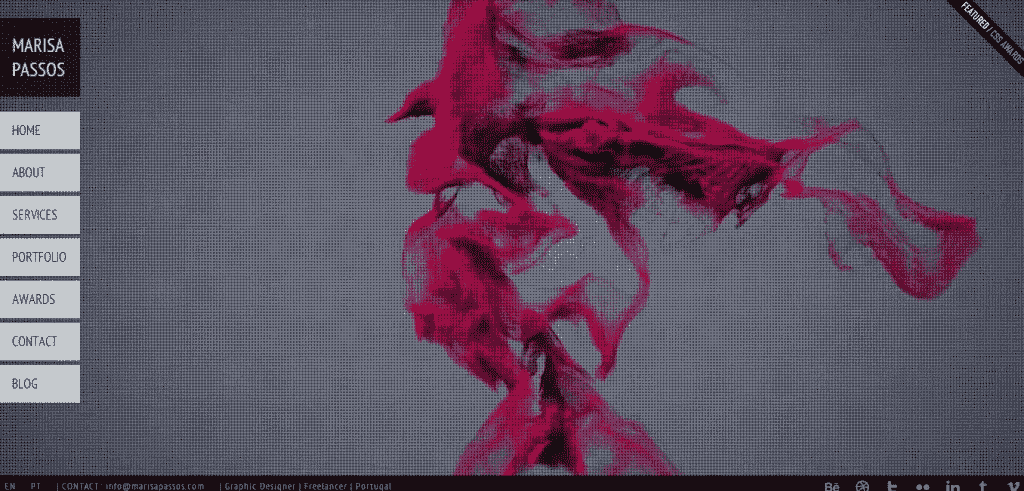 MARISA
PASSOS
FEATURED / CSS AWARDS
HOME
ABOUT
SERVICES
PORTFOLIO
AWARDS
CONTACT
BLOG
EN PT | CONTACT: info@marisapassos.com | Graphic Designer | Freelancer | Portugal